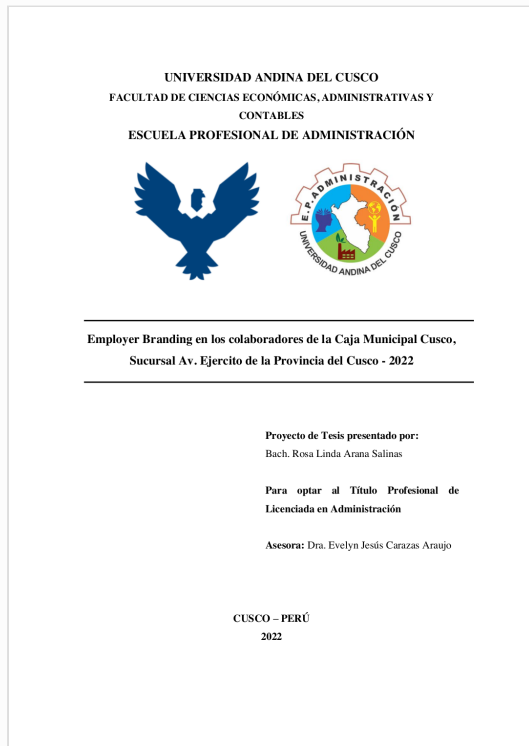 UNIVERSIDAD ANDINA DEL CUSCO
FACULTAD DE CIENCIAS ECONÓMICAS, ADMINISTRATIVAS Y
CONTABLES
ESCUELA PROFESIONAL DE ADMINISTRACIÓN
E.P. ADMINISTRACIÓN
UNIVERSIDAD ANDINA DEL CUSCO
Employer Branding en los colaboradores de la Caja Municipal Cusco,
Sucursal Av. Ejercito de la Provincia del Cusco - 2022
Proyecto de Tesis presentado por:
Bach. Rosa Linda Arana Salinas
Para optar al Título Profesional de
Licenciada en Administración
Asesora: Dra. Evelyn Jesús Carazas Araujo
CUSCO – PERÚ
2022